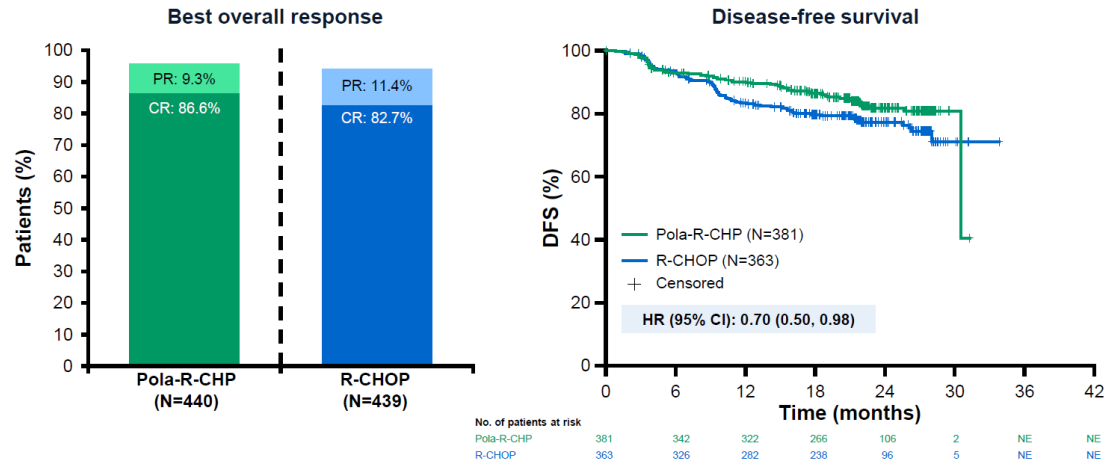 Best overall response
Patients (%)
100
90
80
70
60
50
40
30
20
10
0
PR: 9.3%
CR: 86.6%
PR: 11.4%
CR: 82.7%
Pola-R-CHP
(N=440)
R-CHOP
(N=439)
Disease-free survival
DFS (%)
100
80
60
40
20
0
Pola-R-CHP (N=381)
R-CHOP (N=363)
Censored
HR (95% CI): 0.70 (0.50, 0.98)
0 6 12 18 24 30 36 42
Time (months)
No. of patients at risk
Pola-R-CHP 381 342 322 266 106 2 NE NE
R-CHOP 363 326 282 238 96 5 NE NE